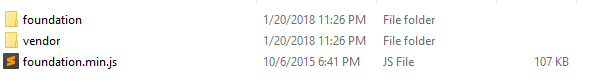 foundation 1/20/2018 11:26 PM File folder
vendor 1/20/2018 11:26 PM File folder
foundation.min.js 10/6/2015 6:41 PM JS File 107 KB